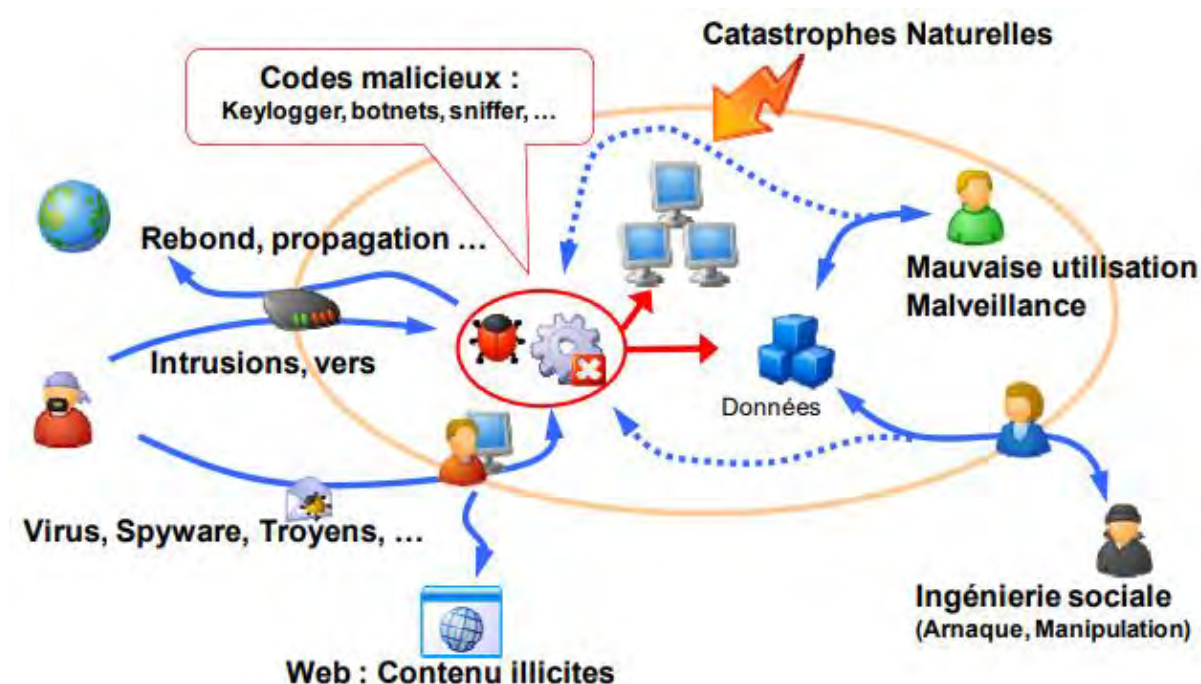 Catastrophes Naturelles
Codes malicieux :
Keylogger, botnets, sniffer, ...
Rebond, propagation ...
Mauvaise utilisation
Malveillance
Intrusions, vers
Données
Virus, Spyware, Troyens, ...
Ingénierie sociale
(Arnaque, Manipulation)
Web : Contenu illicites